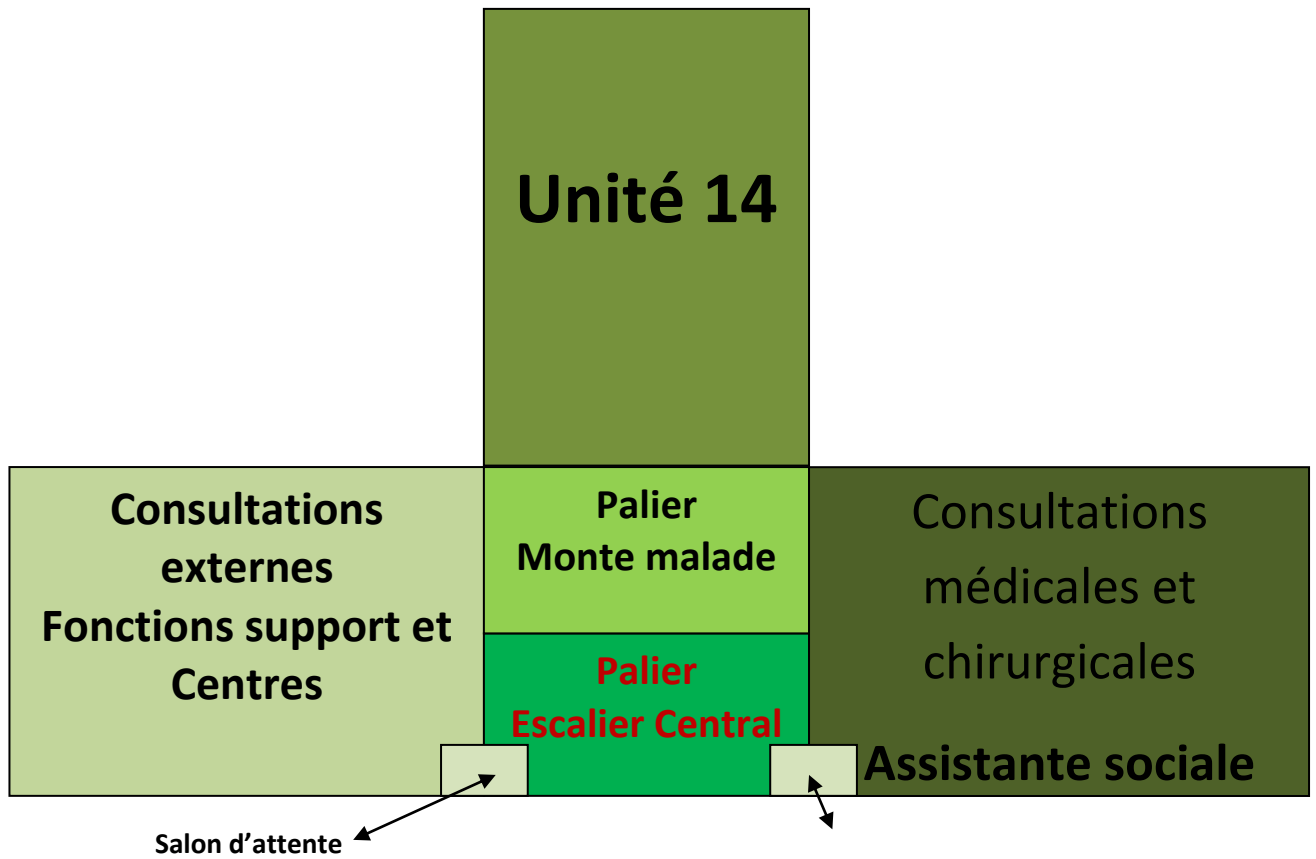 Unité 14
Consultations
externes
Fonctions support et
Centres
Palier
Monte malade
Palier
Escalier Central
Consultations
médicales et
chirurgicales
Assistante sociale
Salon d'attente